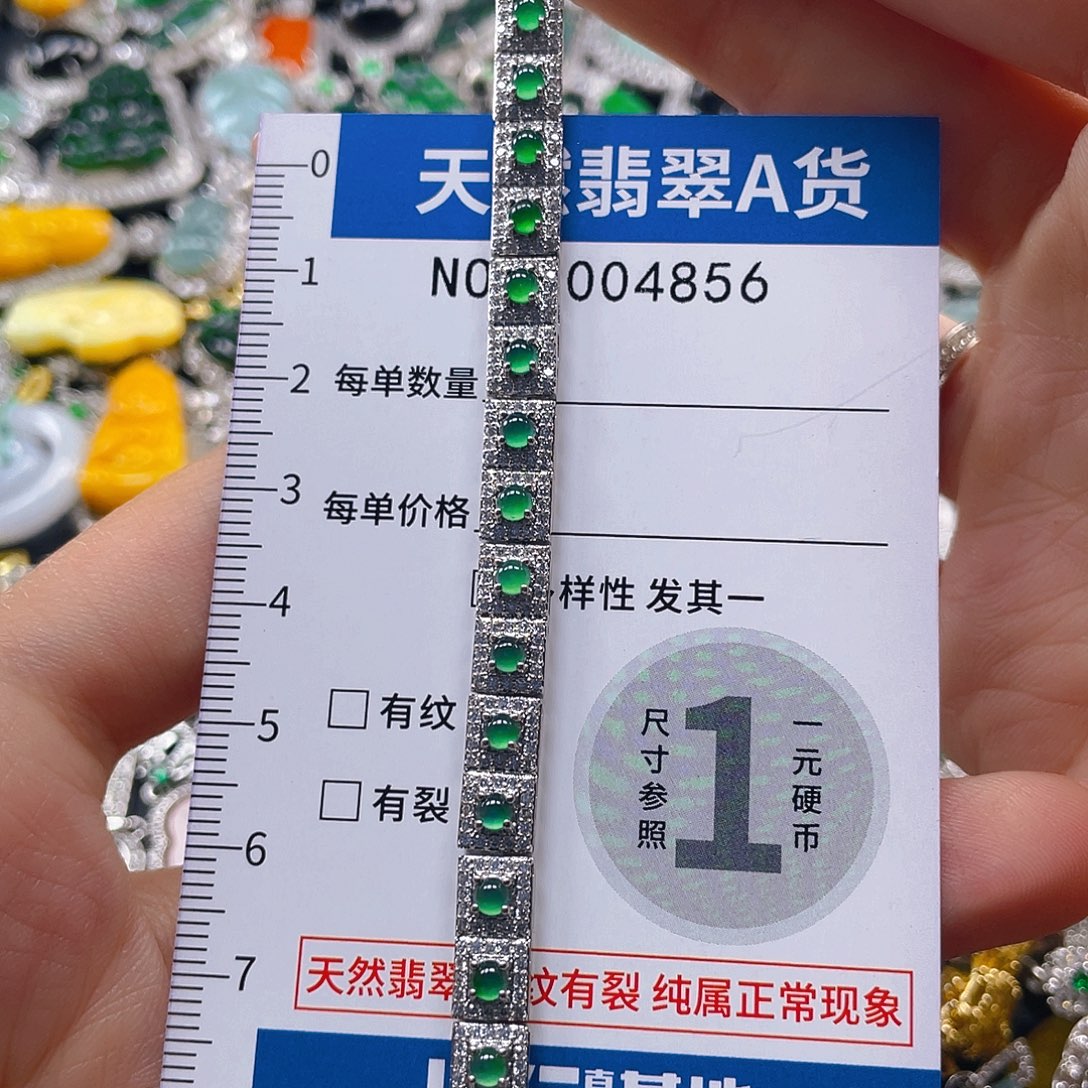 0
天然翡翠A货
NO 004856
1
2 每单数量
3 每单价格
样性 发其一
4
□ 有纹
5
□ 有裂
尺寸参照
1
一元硬币
6
天然翡翠 纹有裂 纯属正常现象
7